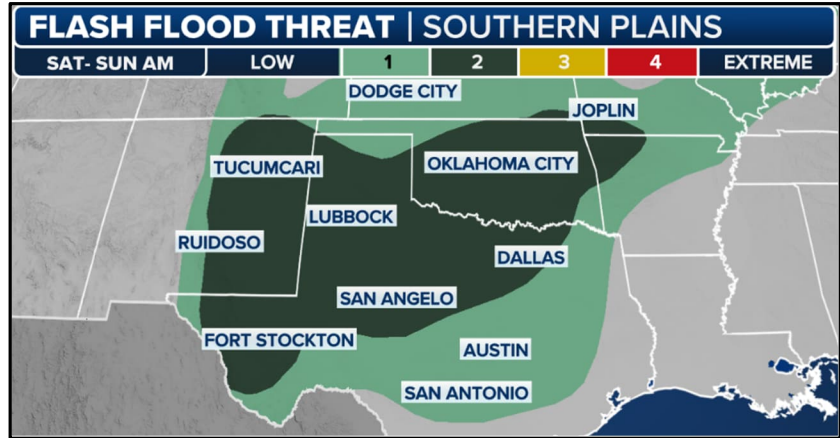 FLASH FLOOD THREAT | SOUTHERN PLAINS
SAT- SUN AM LOW 1 2 3 4 EXTREME
DODGE CITY
JOPLIN
TUCUMCARI
OKLAHOMA CITY
LUBBOCK
RUIDOSO
DALLAS
SAN ANGELO
FORT STOCKTON
AUSTIN
SAN ANTONIO